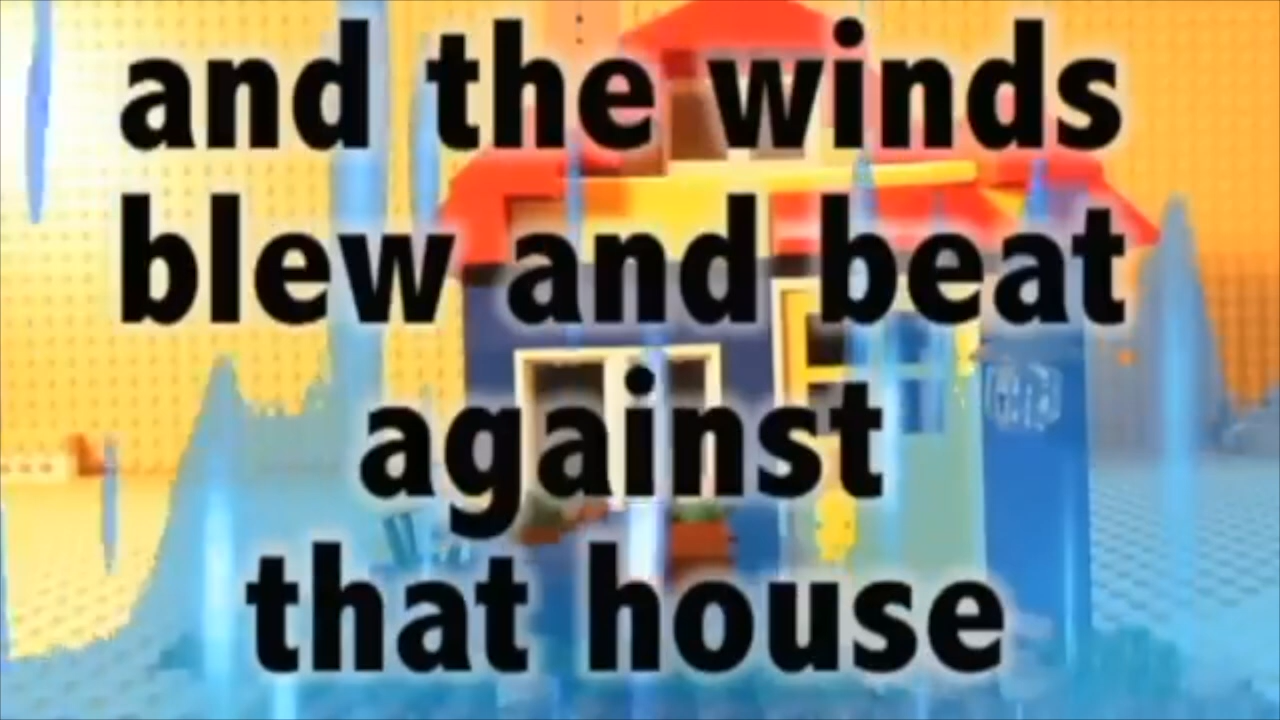 and the winds
blew and beat
against
that house